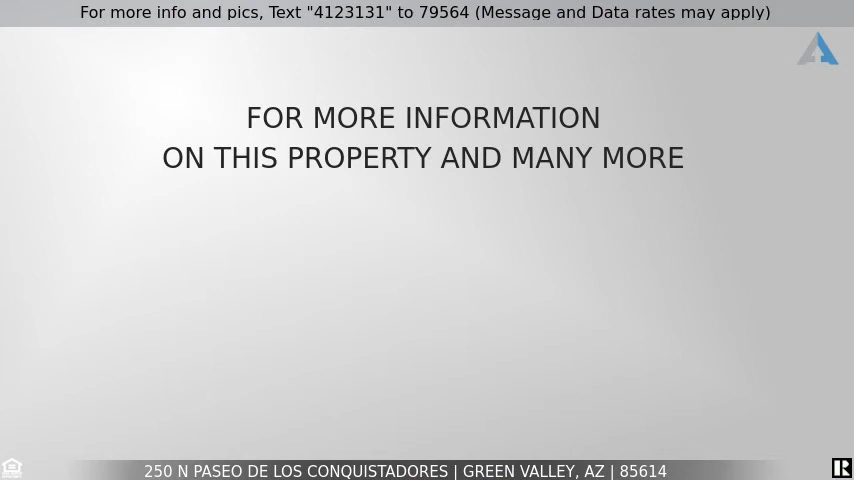 For more info and pics, Text "4123131" to 79564 (Message and Data rates may apply)
FOR MORE INFORMATION
ON THIS PROPERTY AND MANY MORE
250 N PASEO DE LOS CONQUISTADORES | GREEN VALLEY, AZ | 85614